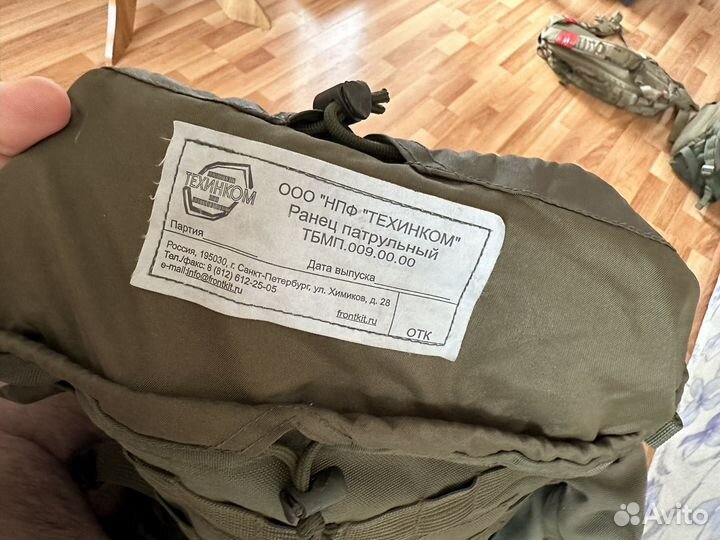 ТЕХИНКОМ
ООО "НПФ "ТЕХИНКОМ"
Ранец патрульный
ТБМП.009.00.00
Партия
Дата выпуска
Россия, 195030, г. Санкт-Петербург, ул. Химиков, д. 28
Тел./факс: 8 (812) 612-25-05
e-mail:info@frontkit.ru
frontkit.ru
ОТК
Avito